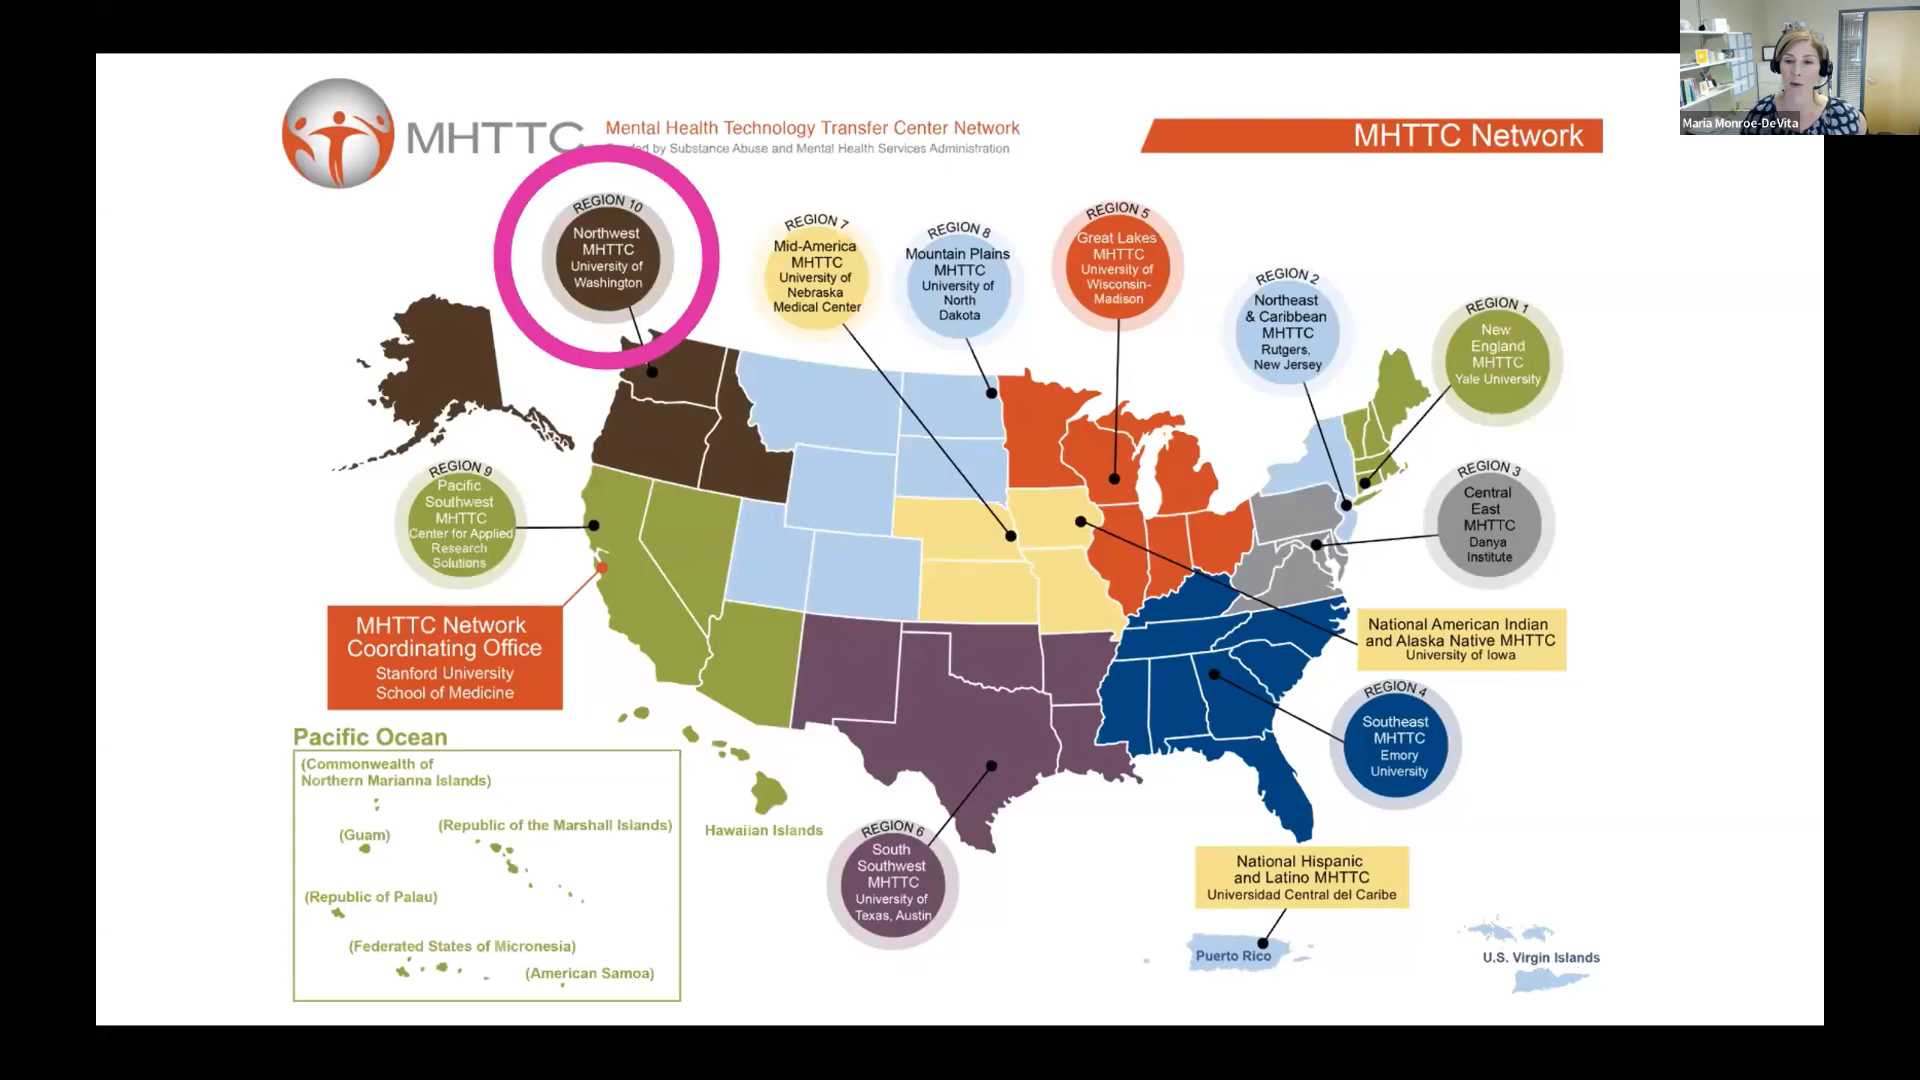 MHTTC
Mental Health Technology Transfer Center Network
by Substance Abuse and Mental Health Services Administration
MHTTC Network
Maria Monroe-DeVita
REGION 10
Northwest
MHTTC
University of
Washington
REGION 7
Mid-America
MHTTC
University of
Nebraska
Medical Center
REGION 8
Mountain Plains
MHTTC
University of
North
Dakota
REGION 5
Great Lakes
MHTTC
University of
Wisconsin-
Madison
REGION 2
Northeast
& Caribbean
MHTTC
Rutgers,
New Jersey
REGION 1
New
England
MHTTC
Yale University
REGION 9
Pacific
Southwest
MHTTC
Center for Applied
Research
Solutions
REGION 3
Central
East
MHTTC
Danya
Institute
MHTTC Network
Coordinating Office
Stanford University
School of Medicine
National American Indian
and Alaska Native MHTTC
University of Iowa
REGION 4
Southeast
MHTTC
Emory
University
Pacific Ocean
(Commonwealth of
Northern Marianna Islands)
(Guam)
(Republic of the Marshall Islands)
(Republic of Palau)
(Federated States of Micronesia)
(American Samoa)
Hawaiian Islands
REGION 6
South
Southwest
MHTTC
University of
Texas, Austin
National Hispanic
and Latino MHTTC
Universidad Central del Caribe
Puerto Rico
U.S. Virgin Islands